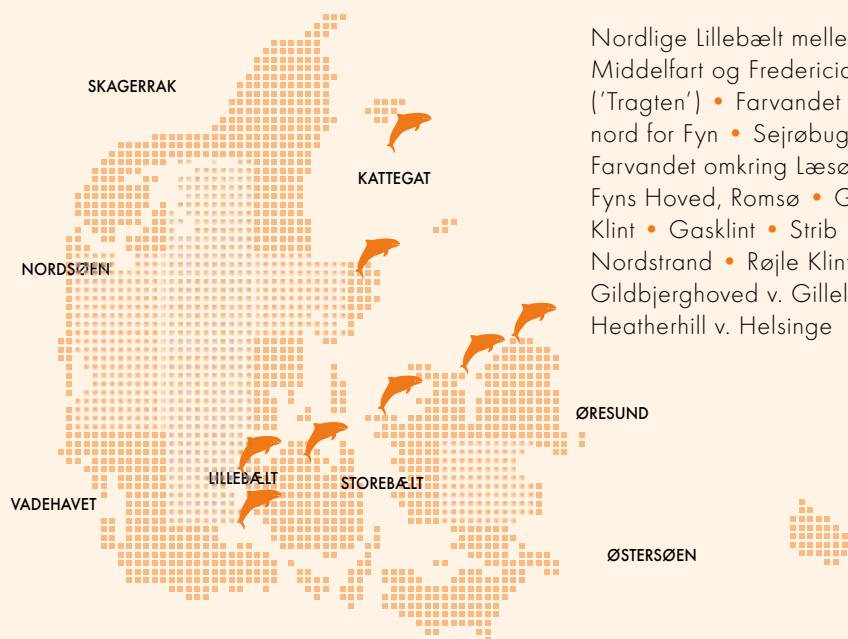 Nordlige Lillebælt melle
Middelfart og Fredericia
('Tragten') • Farvandet
nord for Fyn • Sejrøbug
Farvandet omkring Læsø
Fyns Hoved, Romsø • G
Klint • Gasklint • Strib
Nordstrand • Røjle Klint
Gildbjerghoved v. Gillel
Heatherhill v. Helsinge
SKAGERRAK
KATTEGAT
NORDSØEN
ØRESUND
LILLEBÆLT
STOREBÆLT
VADEHAVET
ØSTERSØEN